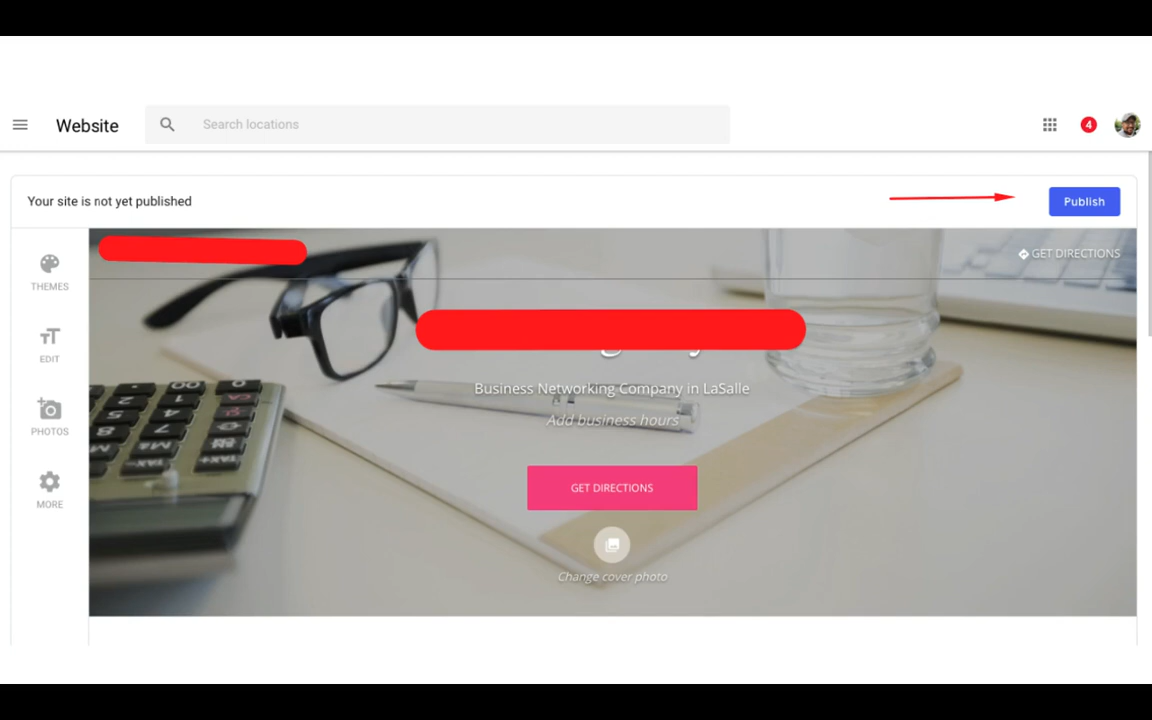 Website
Search locations
4
Your site is not yet published
Publish
GET DIRECTIONS
THEMES
EDIT
PHOTOS
MORE
Business Networking Company in LaSalle
Add business hours
GET DIRECTIONS
Change cover photo